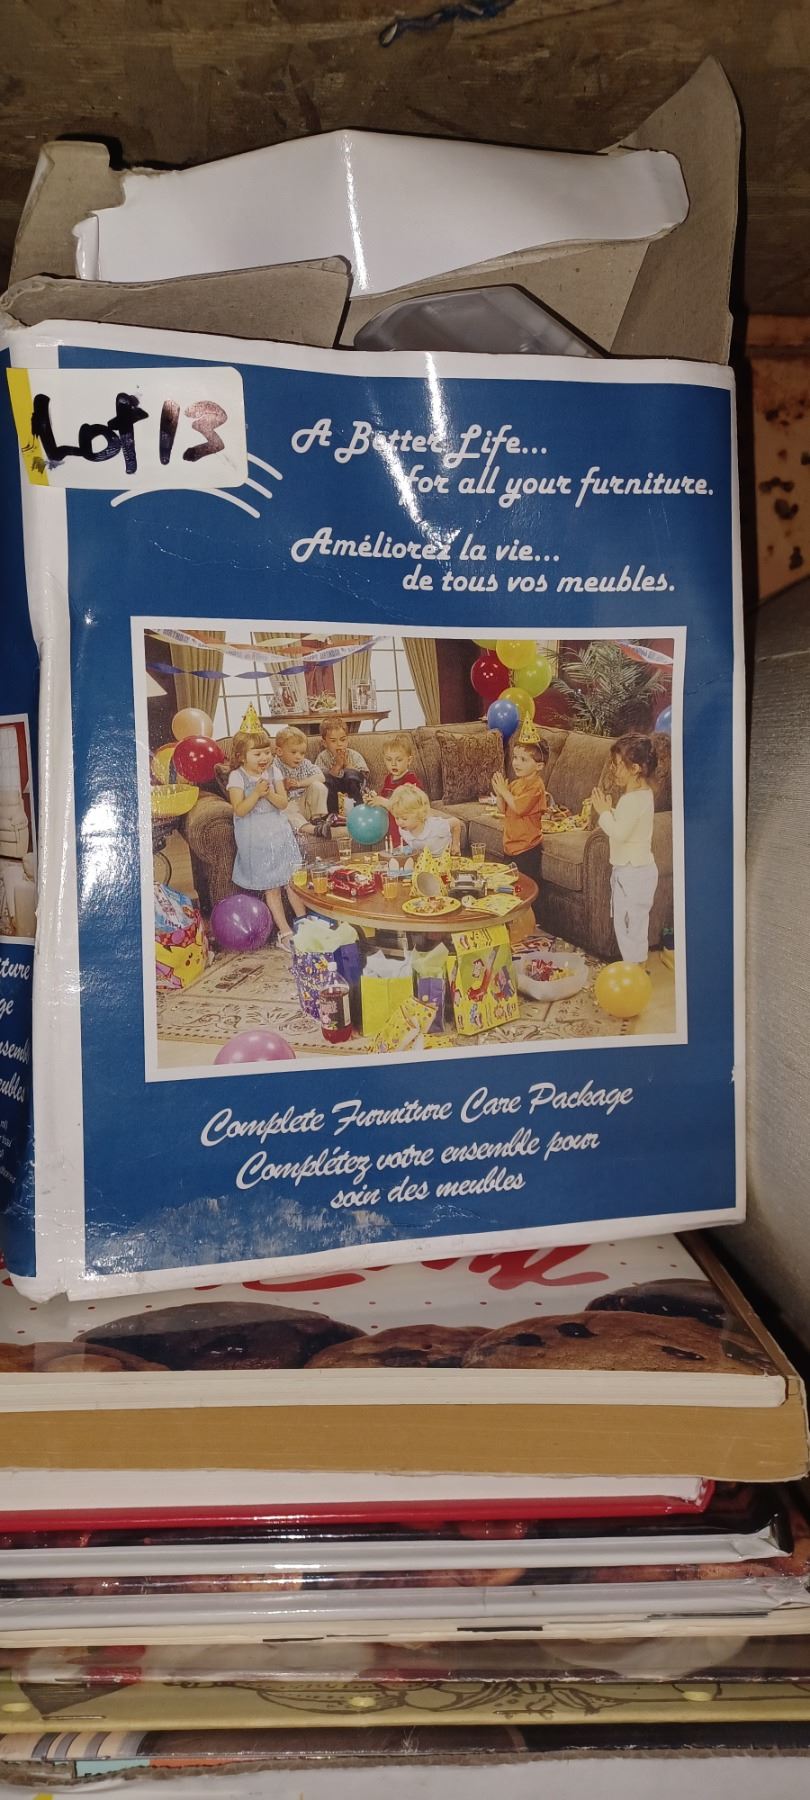 Lot 13
A Better Life...
for all your furniture.
Améliorez la vie...
de tous vos meubles.
Complete Furniture Care Package
Complétez votre ensemble pour
soin des meubles